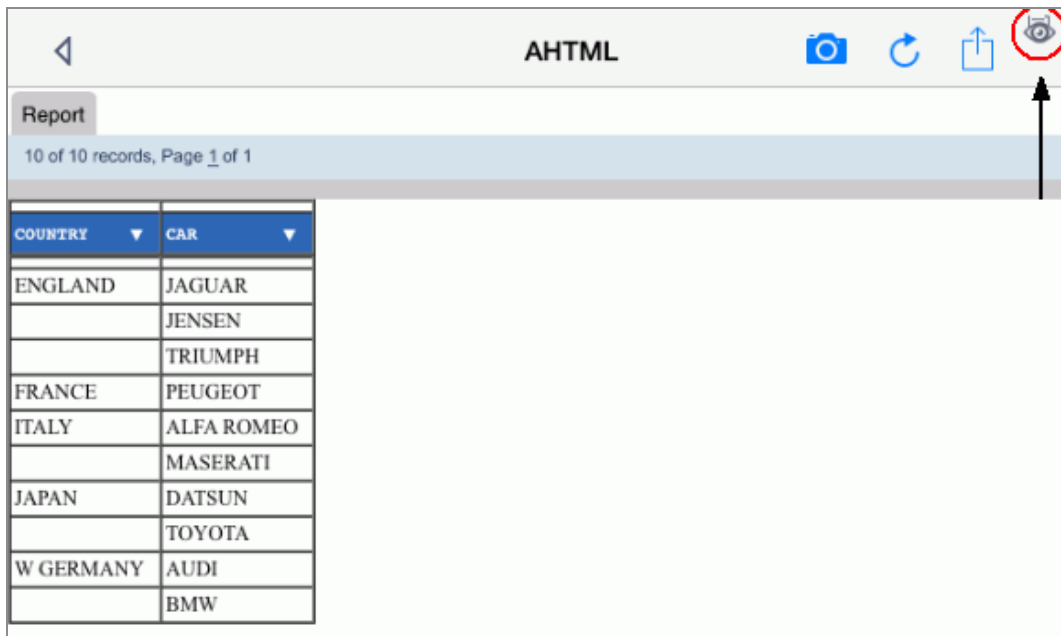 AHTML
Report
10 of 10 records, Page 1 of 1
COUNTRY CAR
ENGLAND JAGUAR
JENSEN
TRIUMPH
FRANCE PEUGEOT
ITALY ALFA ROMEO
MASERATI
JAPAN DATSUN
TOYOTA
W GERMANY AUDI
BMW